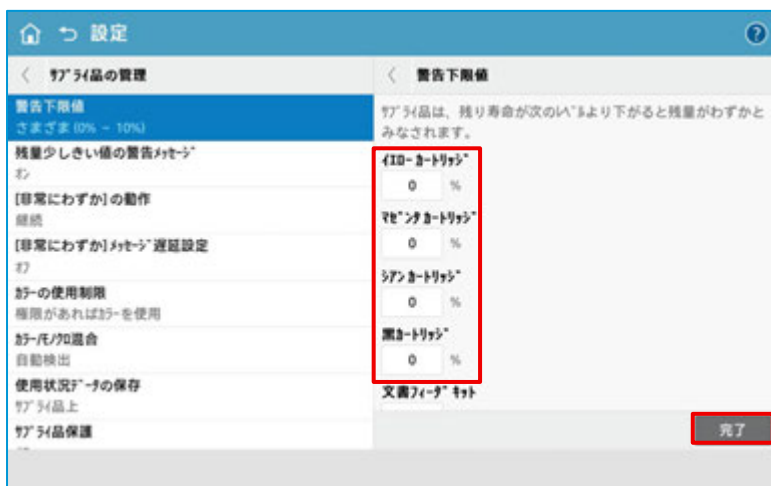 設定
?
サプライ品の管理
警告下限値
さまざま (0% - 10%)
残量少しきい値の警告メッセージ
オン
[非常にわずか] の動作
継続
[非常にわずか] メッセージ遅延設定
オフ
カラーの使用制限
権限があればカラーを使用
カラー/モノクロ混合
自動検出
使用状況データの保存
サプライ品上
サプライ品保護
警告下限値
サプライ品は、残り寿命が次のレベルより下がると残量がわずかと
みなされます。
イエロー カートリッジ
0 %
マゼンタ カートリッジ
0 %
シアン カートリッジ
0 %
黒カートリッジ
0 %
文書フィーダ キット
完了